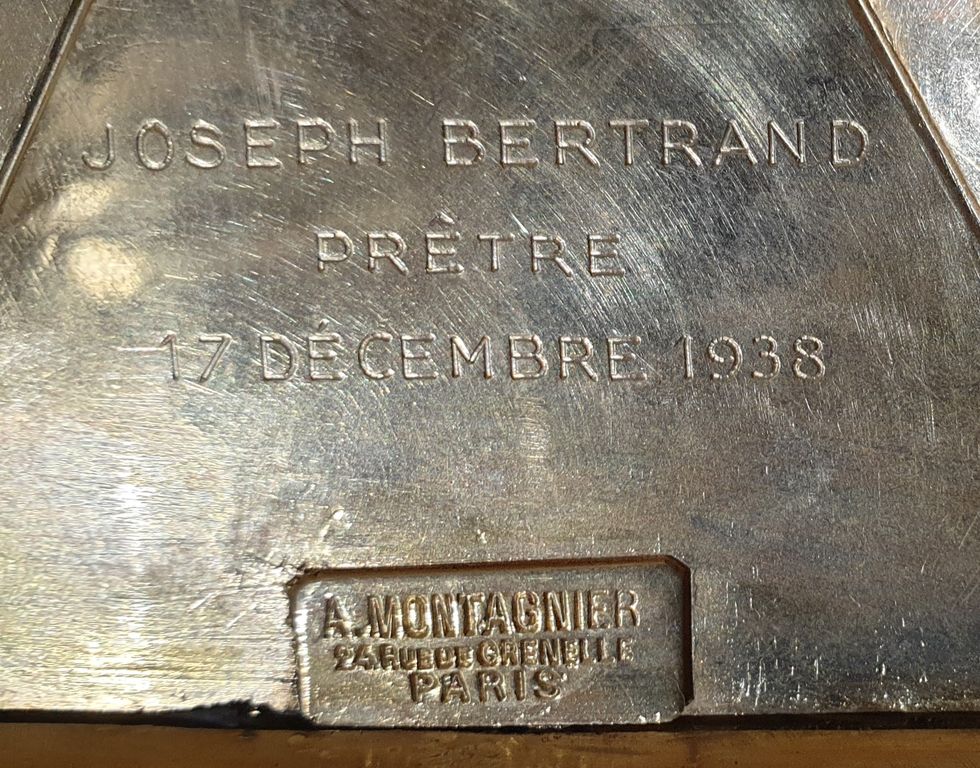 JOSEPH BERTRAND
PRÊTRE
17 DÉCEMBRE 1938
A. MONTAGNIER
24 RUE DE GRENELLE
PARIS